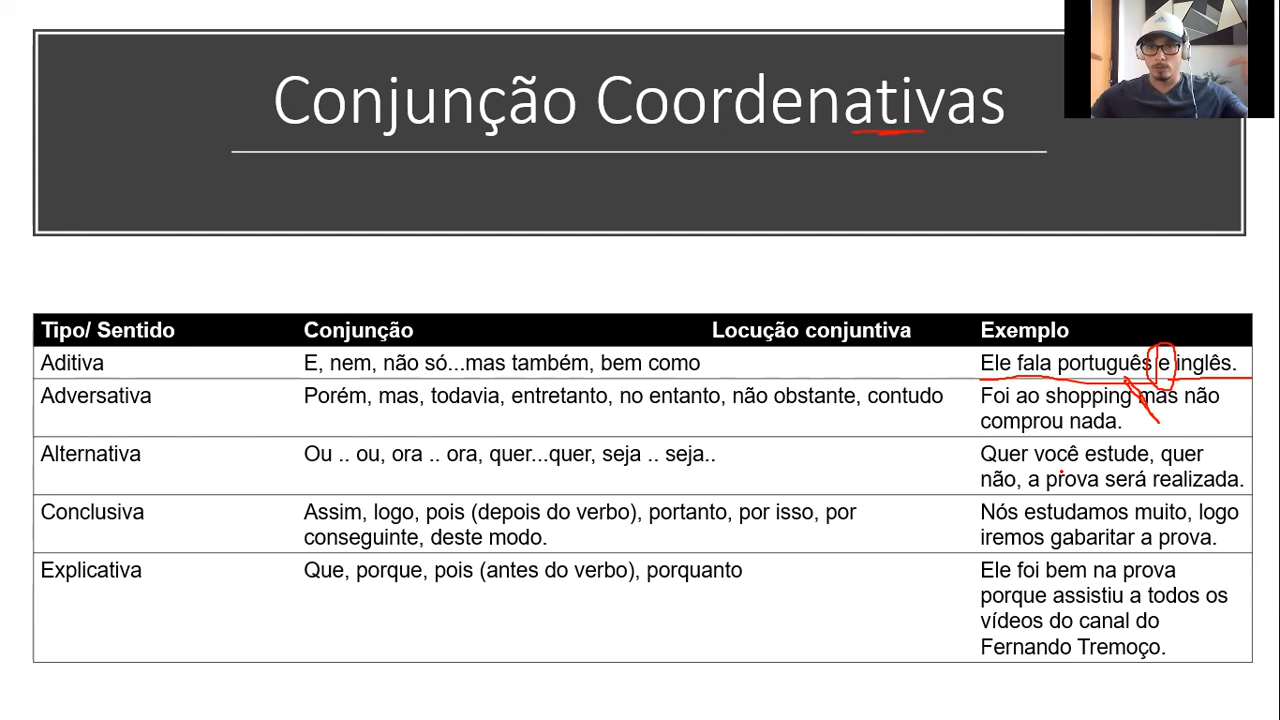 Conjunção Coordenativas
Tipo/ Sentido Conjunção Locução conjuntiva Exemplo
Aditiva E, nem, não só...mas também, bem como Ele fala português e inglês.
Adversativa Porém, mas, todavia, entretanto, no entanto, não obstante, contudo Foi ao shopping mas não
comprou nada.
Alternativa Ou .. ou, ora .. ora, quer...quer, seja .. seja.. Quer você estude, quer
não, a prova será realizada.
Conclusiva Assim, logo, pois (depois do verbo), portanto, por isso, por Nós estudamos muito, logo
conseguinte, deste modo. iremos gabaritar a prova.
Explicativa Que, porque, pois (antes do verbo), porquanto Ele foi bem na prova
porque assistiu a todos os
vídeos do canal do
Fernando Tremoço.